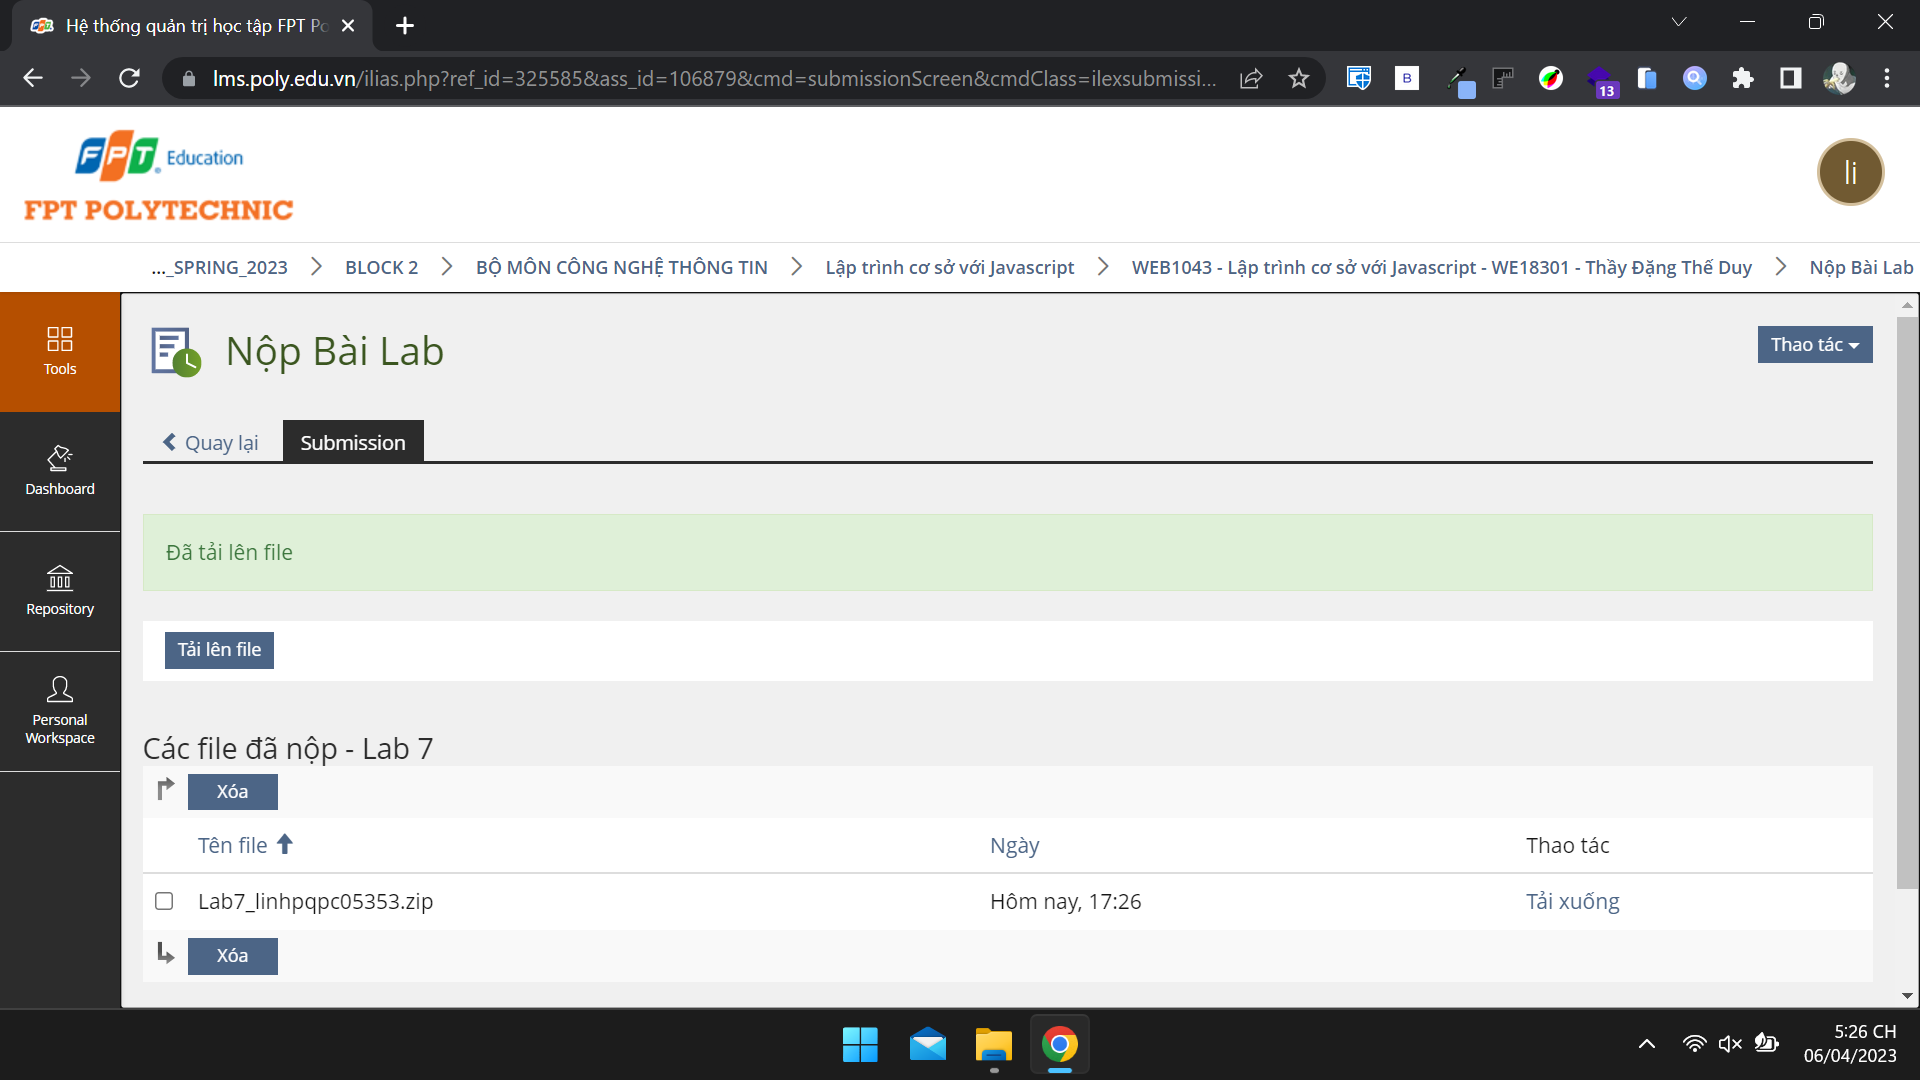 Hệ thống quản trị học tập FPT Po
lms.poly.edu.vn/ilias.php?ref_id=325585&ass_id=106879&cmd=submissionScreen&cmdClass=ilexsubmissi...
B
13
FPT Education
FPT POLYTECHNIC
li
..._SPRING_2023
BLOCK 2
BỘ MÔN CÔNG NGHỆ THÔNG TIN
Lập trình cơ sở với Javascript
WEB1043 - Lập trình cơ sở với Javascript - WE18301 - Thầy Đặng Thế Duy
Nộp Bài Lab
Tools
Dashboard
Repository
Personal
Workspace
Nộp Bài Lab
Thao tác
Quay lại
Submission
Đã tải lên file
Tải lên file
Các file đã nộp - Lab 7
Xóa
Tên file
Ngày
Thao tác
Lab7_linhpqpc05353.zip
Hôm nay, 17:26
Tải xuống
Xóa
5:26 CH
06/04/2023